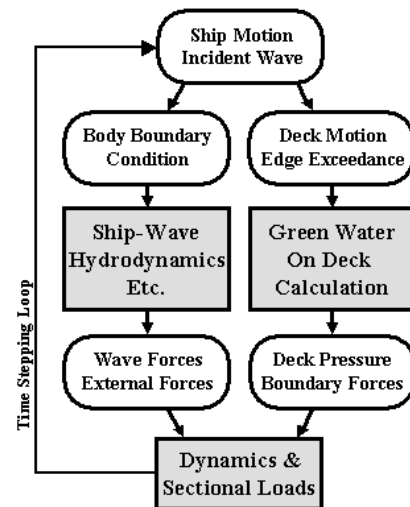 Ship Motion
Incident Wave
Body Boundary
Condition
Deck Motion
Edge Exceedance
Ship-Wave
Hydrodynamics
Etc.
Green Water
On Deck
Calculation
Wave Forces
External Forces
Deck Pressure
Boundary Forces
Dynamics &
Sectional Loads
Time Stepping Loop